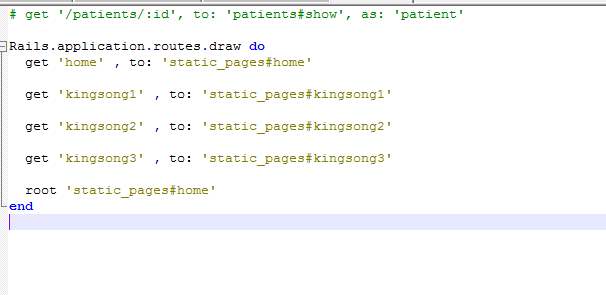 # get '/patients/:id', to: 'patients#show', as: 'patient'
Rails.application.routes.draw do
get 'home' , to: 'static_pages#home'
get 'kingsong1' , to: 'static_pages#kingsong1'
get 'kingsong2' , to: 'static_pages#kingsong2'
get 'kingsong3' , to: 'static_pages#kingsong3'
root 'static_pages#home'
end